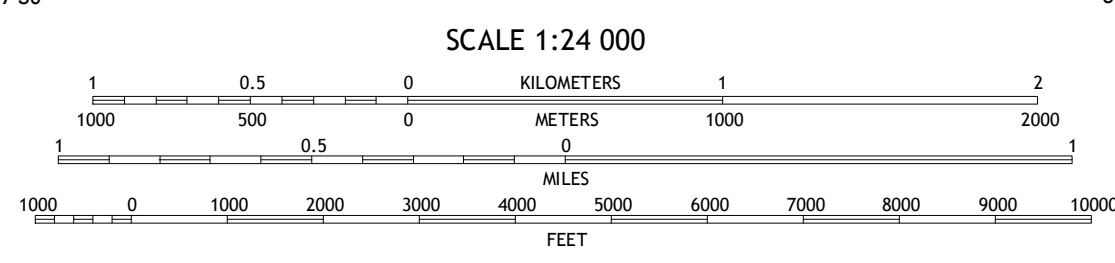 SCALE 1:24 000
1 0.5 0 KILOMETERS 1 2
1000 500 0 METERS 1000 2000
1 0.5 0 1
MILES
1000 0 1000 2000 3000 4000 5000 6000 7000 8000 9000 10000
FEET